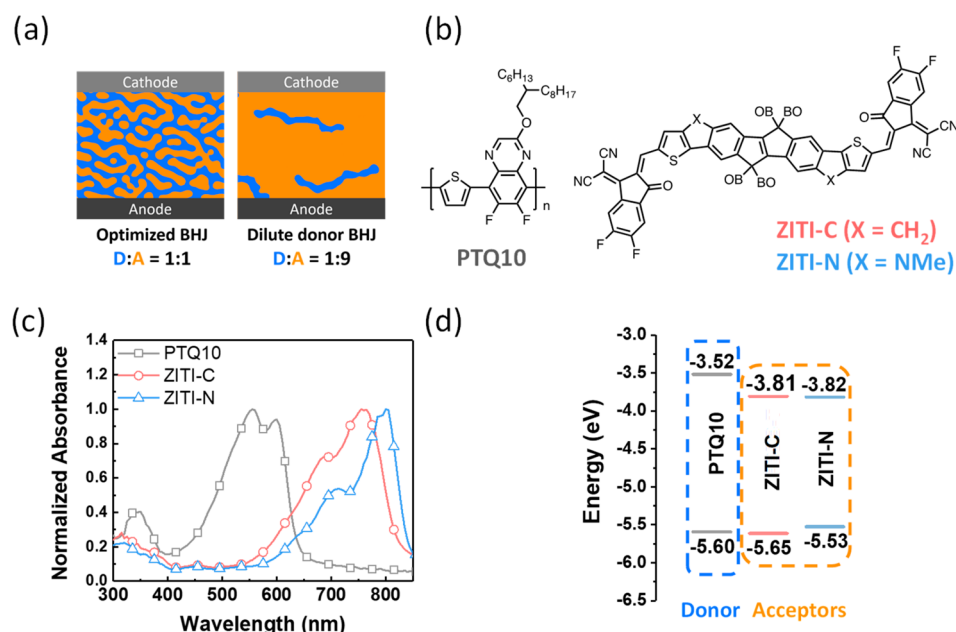 (a)
Cathode
Cathode
Anode
Anode
Optimized BHJ
D:A = 1:1
Dilute donor BHJ
D:A = 1:9
(b)
C6H13
C8H17
O
N
N
S
n
F
F
PTQ10
F
F
O
CN
CN
S
X
BO
OB
OB
BO
X
S
CN
NC
O
F
F
ZITI-C (X = CH2)
ZITI-N (X = NMe)
(c)
Normalized Absorbance
1.4
1.2
1.0
0.8
0.6
0.4
0.2
0.0
PTQ10
ZITI-C
ZITI-N
300 400 500 600 700 800
Wavelength (nm)
(d)
Energy (eV)
-3.0
-3.5
-4.0
-4.5
-5.0
-5.5
-6.0
-6.5
-3.52
PTQ10
-5.60
-3.81
ZITI-C
-5.65
-3.82
ZITI-N
-5.53
Donor
Acceptors